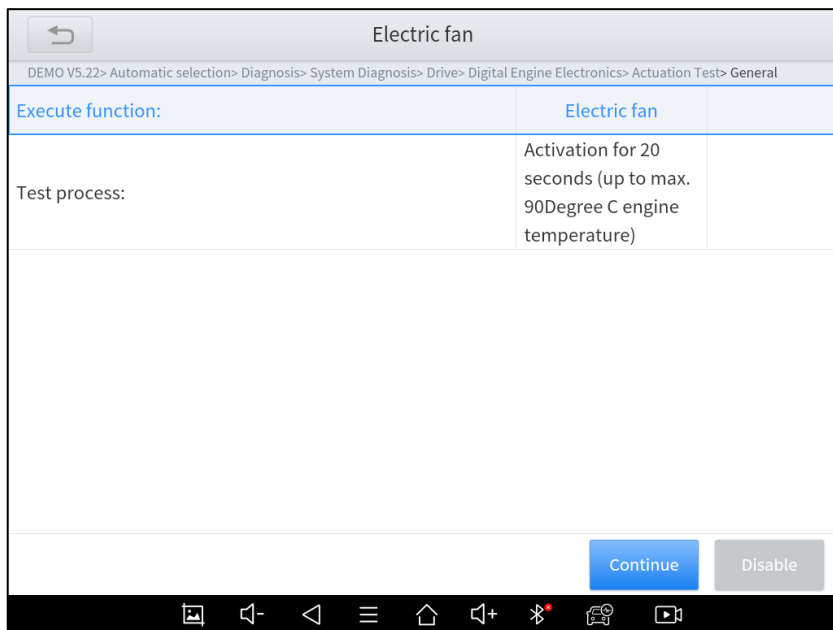 Electric fan
DEMO V5.22> Automatic selection> Diagnosis> System Diagnosis> Drive> Digital Engine Electronics> Actuation Test> General
Execute function:
Electric fan
Test process:
Activation for 20
seconds (up to max.
90Degree C engine
temperature)
Continue
Disable